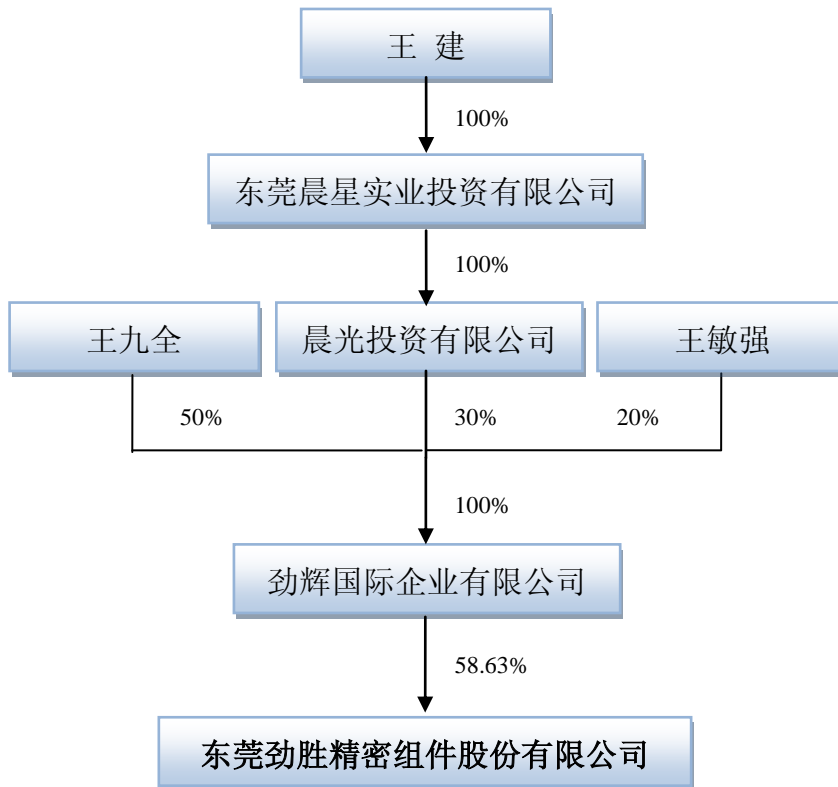 王 建
100%
东莞晨星实业投资有限公司
100%
王九全
晨光投资有限公司
王敏强
50%
30%
20%
100%
劲辉国际企业有限公司
58.63%
东莞劲胜精密组件股份有限公司